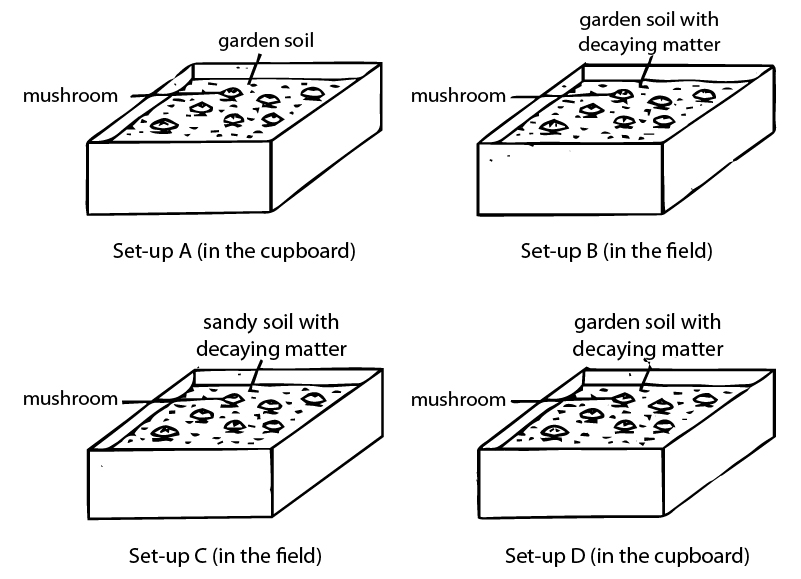 garden soil
mushroom
Set-up A (in the cupboard)
garden soil with
decaying matter
mushroom
Set-up B (in the field)
sandy soil with
decaying matter
mushroom
Set-up C (in the field)
garden soil with
decaying matter
mushroom
Set-up D (in the cupboard)